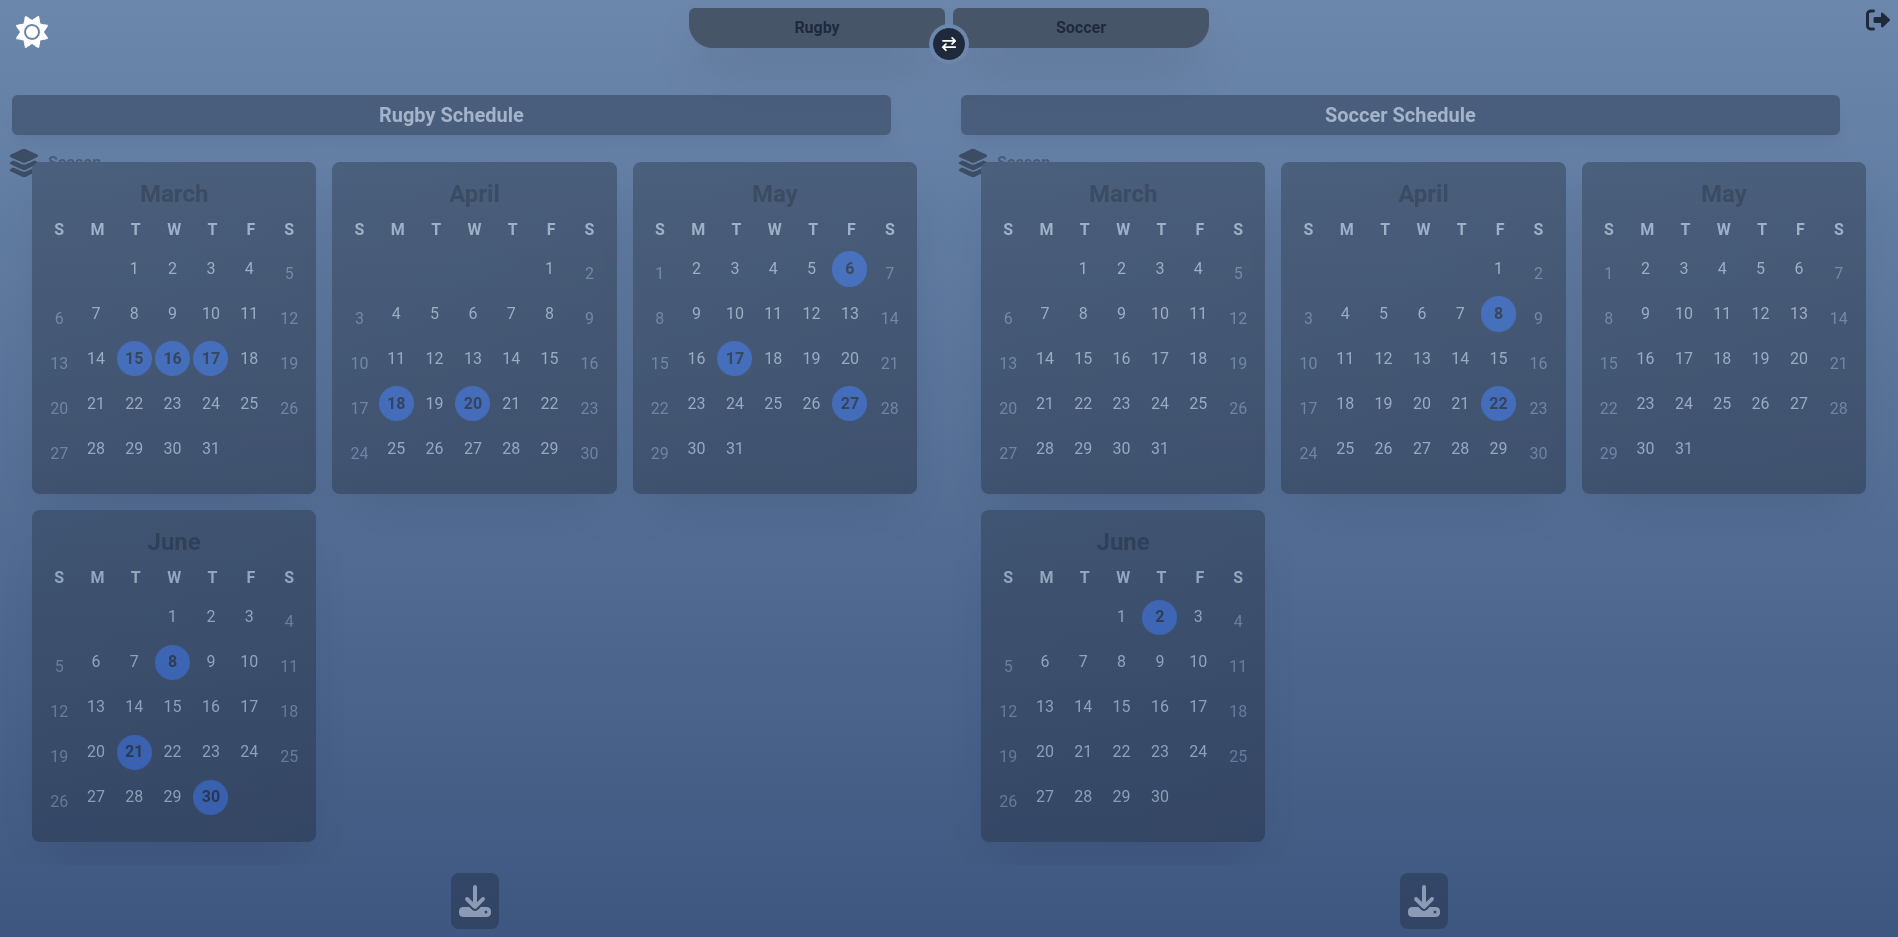 Rugby
Soccer
Rugby Schedule
Soccer Schedule
March
S M T W T F S
1 2 3 4 5
6 7 8 9 10 11 12
13 14 15 16 17 18 19
20 21 22 23 24 25 26
27 28 29 30 31
April
S M T W T F S
1 2
3 4 5 6 7 8 9
10 11 12 13 14 15 16
17 18 19 20 21 22 23
24 25 26 27 28 29 30
May
S M T W T F S
1 2 3 4 5 6 7
8 9 10 11 12 13 14
15 16 17 18 19 20 21
22 23 24 25 26 27 28
29 30 31
June
S M T W T F S
1 2 3 4
5 6 7 8 9 10 11
12 13 14 15 16 17 18
19 20 21 22 23 24 25
26 27 28 29 30
March
S M T W T F S
1 2 3 4 5
6 7 8 9 10 11 12
13 14 15 16 17 18 19
20 21 22 23 24 25 26
27 28 29 30 31
April
S M T W T F S
1 2
3 4 5 6 7 8 9
10 11 12 13 14 15 16
17 18 19 20 21 22 23
24 25 26 27 28 29 30
May
S M T W T F S
1 2 3 4 5 6 7
8 9 10 11 12 13 14
15 16 17 18 19 20 21
22 23 24 25 26 27 28
29 30 31
June
S M T W T F S
1 2 3 4
5 6 7 8 9 10 11
12 13 14 15 16 17 18
19 20 21 22 23 24 25
26 27 28 29 30